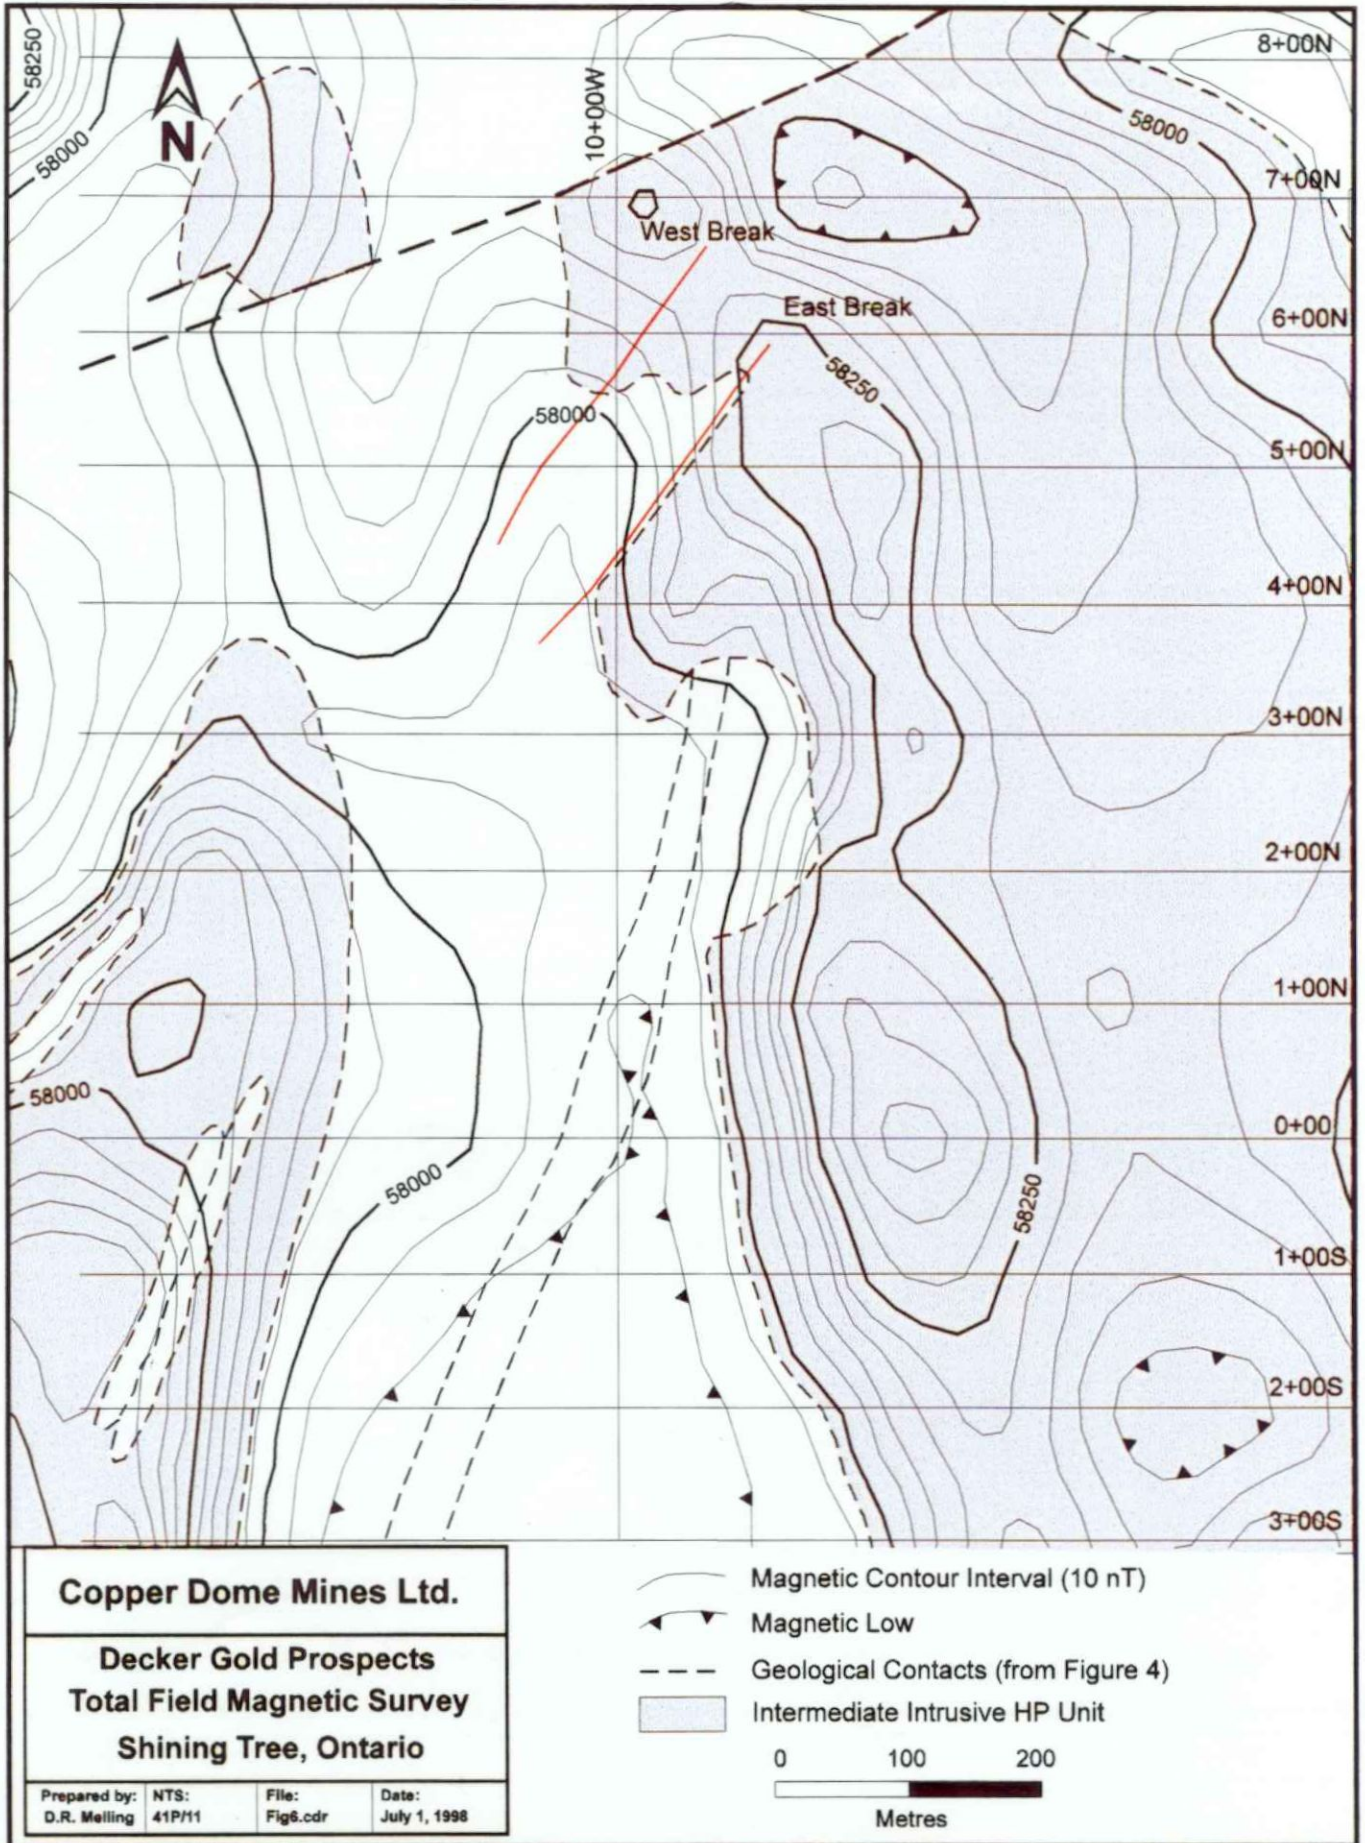 58250
8+00N
10+00W
58000
58000
N
7+00N
West Break
East Break
6+00N
58250
58000
5+00N
4+00N
3+00N
2+00N
1+00N
58000
0+00
58000
58250
1+00S
2+00S
3+00S
Copper Dome Mines Ltd.
Decker Gold Prospects
Total Field Magnetic Survey
Shining Tree, Ontario
Prepared by:
D.R. Melling
NTS:
41P/11
File:
Fig6.cdr
Date:
July 1, 1998
Magnetic Contour Interval (10 nT)
Magnetic Low
Geological Contacts (from Figure 4)
Intermediate Intrusive HP Unit
0 100 200
Metres